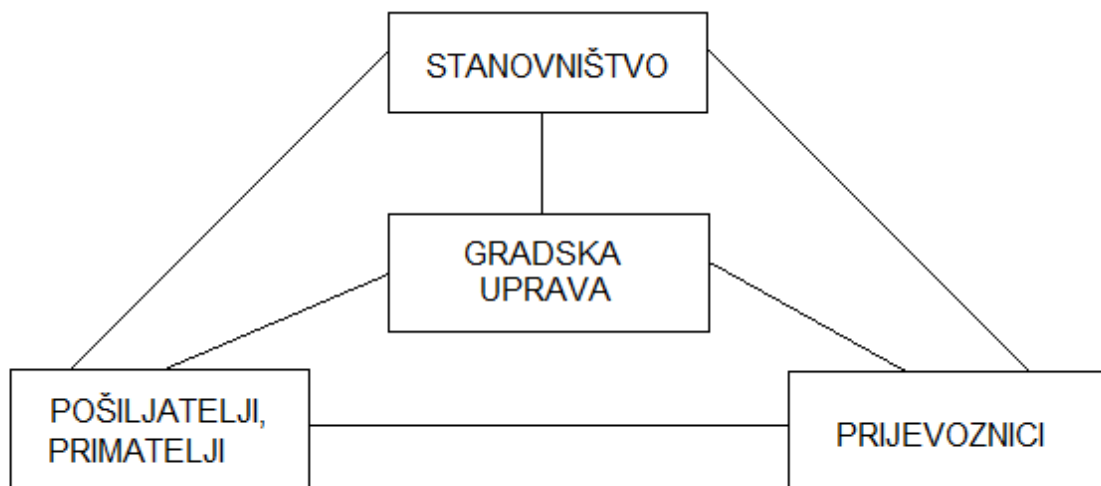 STANOVNIŠTVO
GRADSKA
UPRAVA
POŠILJATELJI,
PRIMATELJI
PRIJEVOZNICI